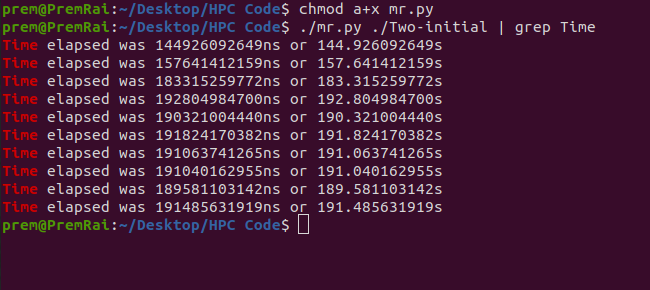 prem@PremRai:~/Desktop/HPC Code$ chmod a+x mr.py
prem@PremRai:~/Desktop/HPC Code$ ./mr.py ./Two-initial | grep Time
Time elapsed was 144926092649ns or 144.926092649s
Time elapsed was 157641412159ns or 157.641412159s
Time elapsed was 183315259772ns or 183.315259772s
Time elapsed was 192804984700ns or 192.804984700s
Time elapsed was 190321004440ns or 190.321004440s
Time elapsed was 191824170382ns or 191.824170382s
Time elapsed was 191063741265ns or 191.063741265s
Time elapsed was 191040162955ns or 191.040162955s
Time elapsed was 189581103142ns or 189.581103142s
Time elapsed was 191485631919ns or 191.485631919s
prem@PremRai:~/Desktop/HPC Code$